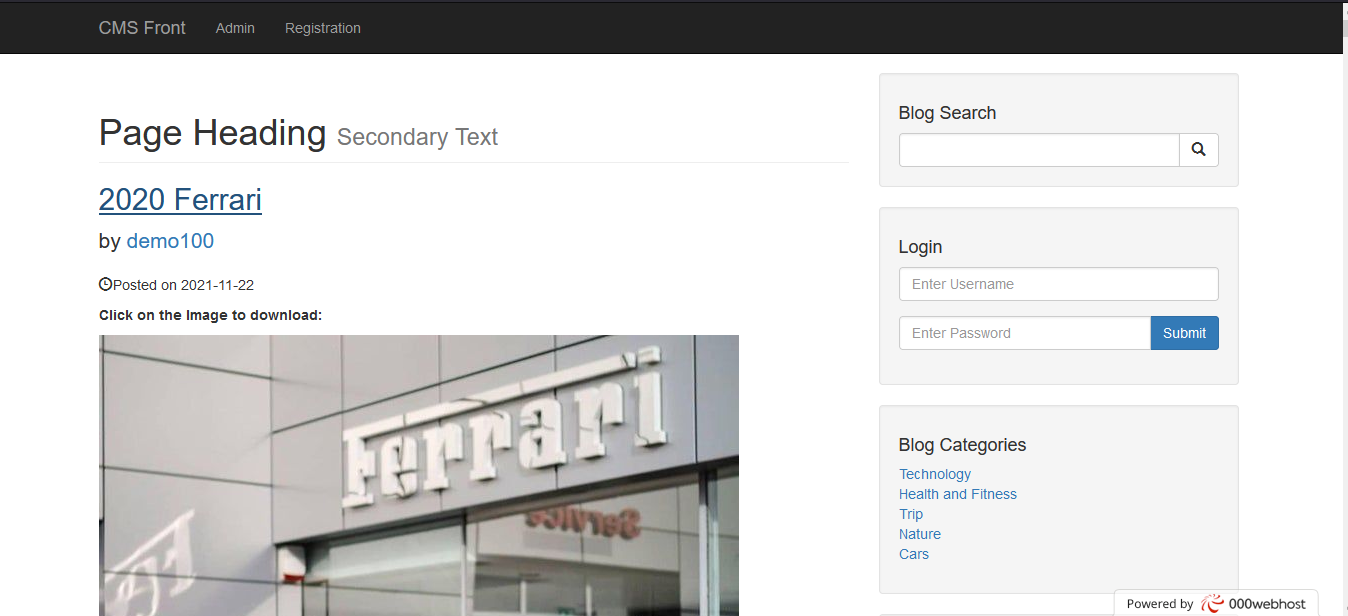 CMS Front Admin Registration
Page Heading Secondary Text
2020 Ferrari
by demo100
Posted on 2021-11-22
Click on the Image to download:
Ferrari
Service
Blog Search
Login
Enter Username
Enter Password Submit
Blog Categories
Technology
Health and Fitness
Trip
Nature
Cars
Powered by 000webhost